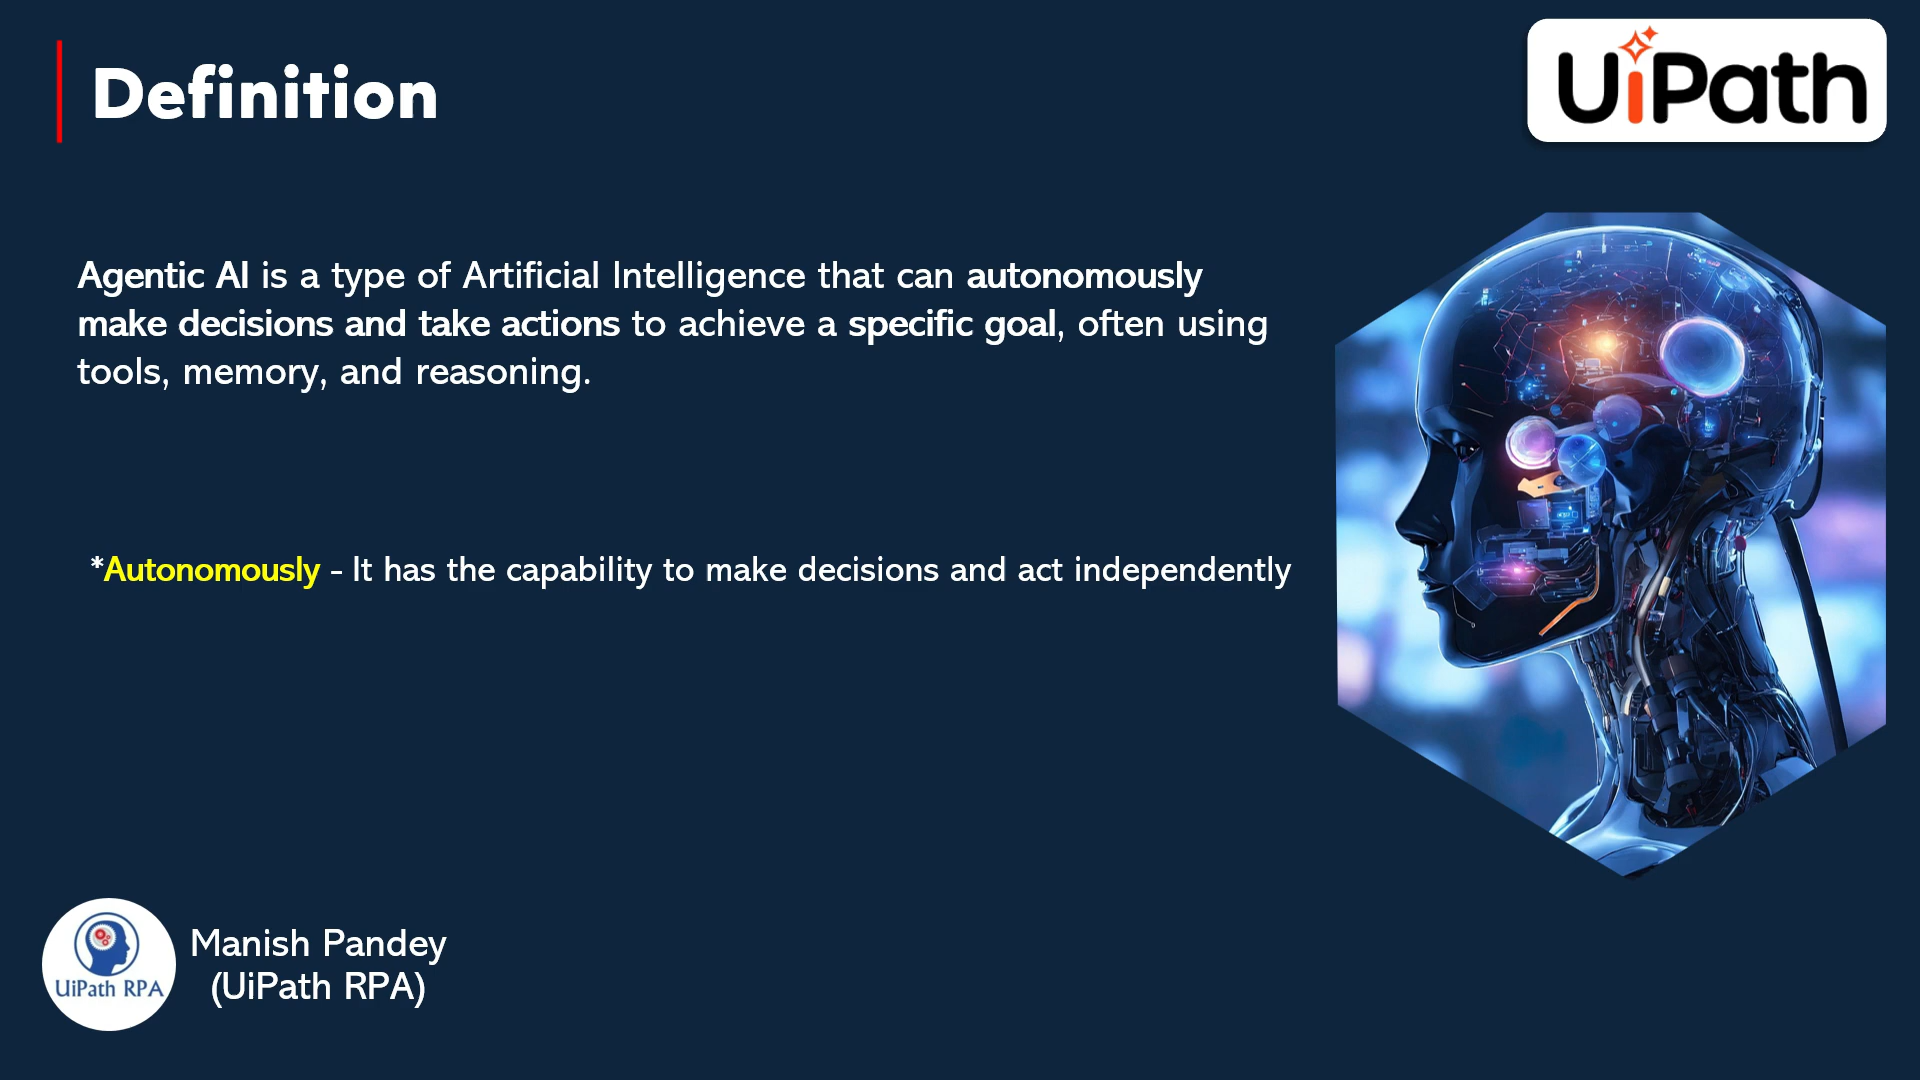 Definition
UiPath
Agentic AI is a type of Artificial Intelligence that can autonomously
make decisions and take actions to achieve a specific goal, often using
tools, memory, and reasoning.
*Autonomously - It has the capability to make decisions and act independently
UiPath RPA
Manish Pandey
(UiPath RPA)